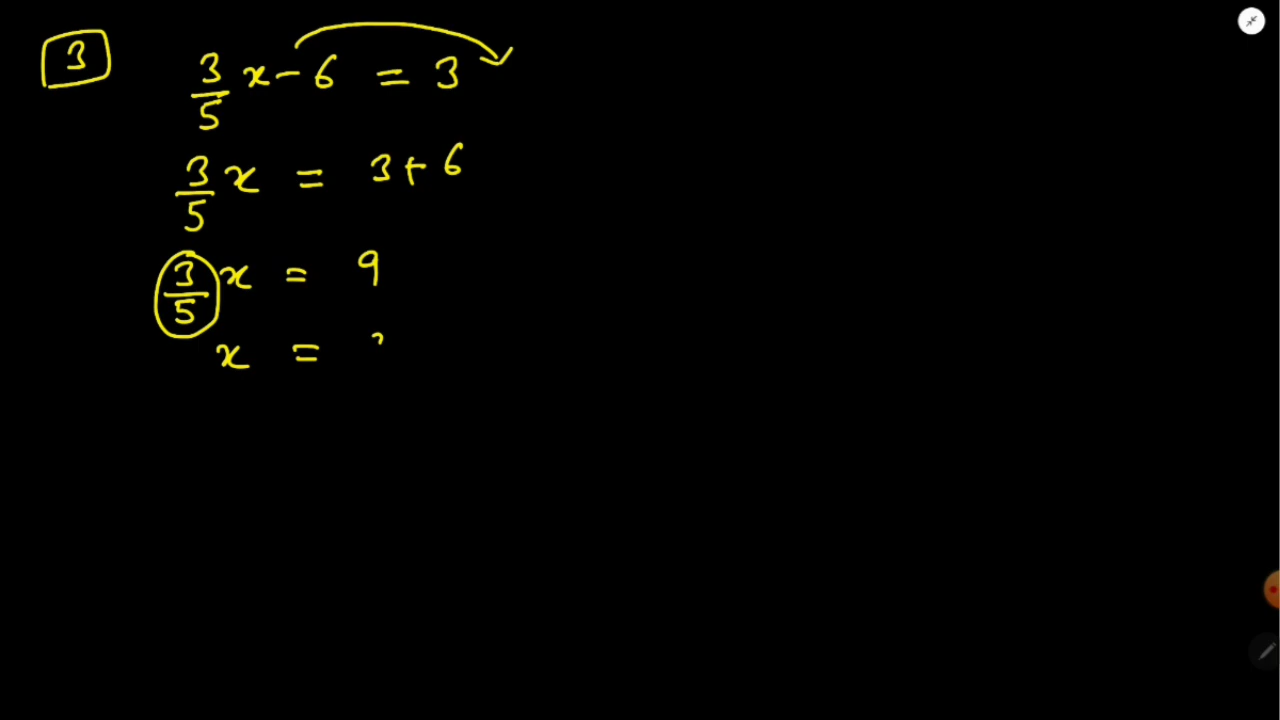 3
3/5 x - 6 = 3
3/5 x = 3 + 6
3/5 x = 9
x =